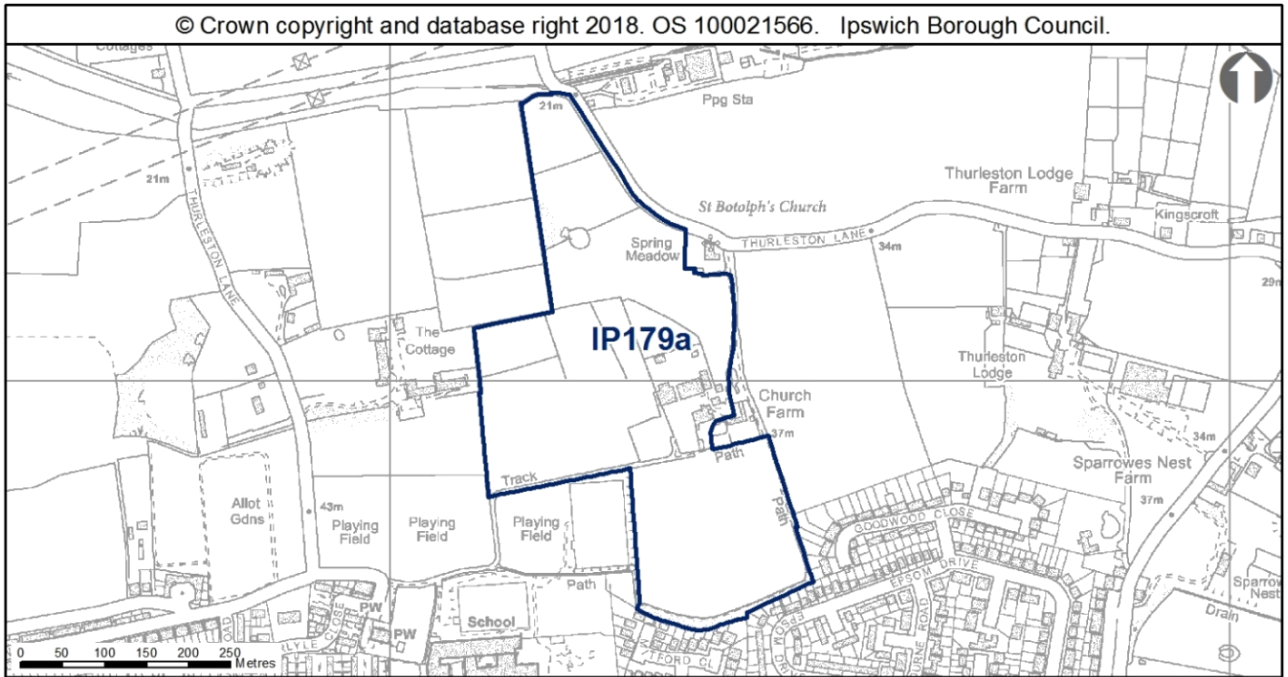 © Crown copyright and database right 2018. OS 100021566. Ipswich Borough Council.
Cottages
21m
Ppg Sta
21m
THURLESTON LANE
St Botolph's Church
Thurleston Lodge
Farm
Kingscroft
Spring
Meadow
THURLESTON LANE
34m
29m
The
Cottage
IP179a
Thurleston
Lodge
Church
Farm
37m
Path
Track
34m
Sparrowes Nest
Farm
37m
Allot
Gdns
43m
Playing
Field
Playing
Field
Playing
Field
Path
GOODWOOD CLOSE
EPSOM DRIVE
Path
School
PW
PW
CLOSE
EPSOM
Drain
0 50 100 150 200 250 Metres